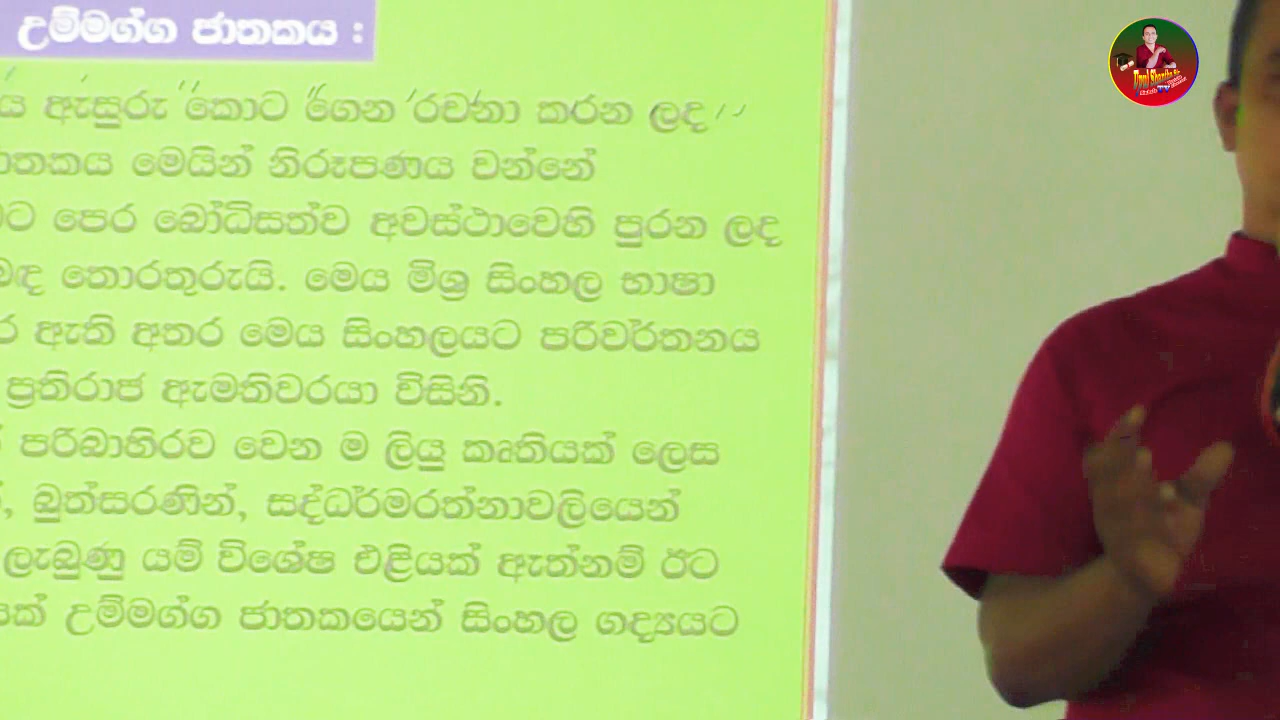 උම්මග්ග ජාතකය :
ය ඇසුරු කොට ගෙන රචනා කරන ලද
මෙයින් නිරූපණය වන්නේ
පෙර බෝධිසත්ව අවස්ථාවෙහි පුරන ලද
තොරතුරුයි. මෙය මිශ්‍ර සිංහල භාෂා
ඇති අතර මෙය සිංහලයට පරිවර්තනය
ප්‍රතිරාජ ඇමතිවරයා විසිනි.
පරිබාහිරව වෙන ම ලියු කෘතියක් ලෙස
බුත්සරණින්, සද්ධර්මරත්නාවලියෙන්
ලැබුණු යම් විශේෂ එළියක් ඇත්නම් ඊට
උම්මග්ග ජාතකයෙන් සිංහල ගද්‍යයට